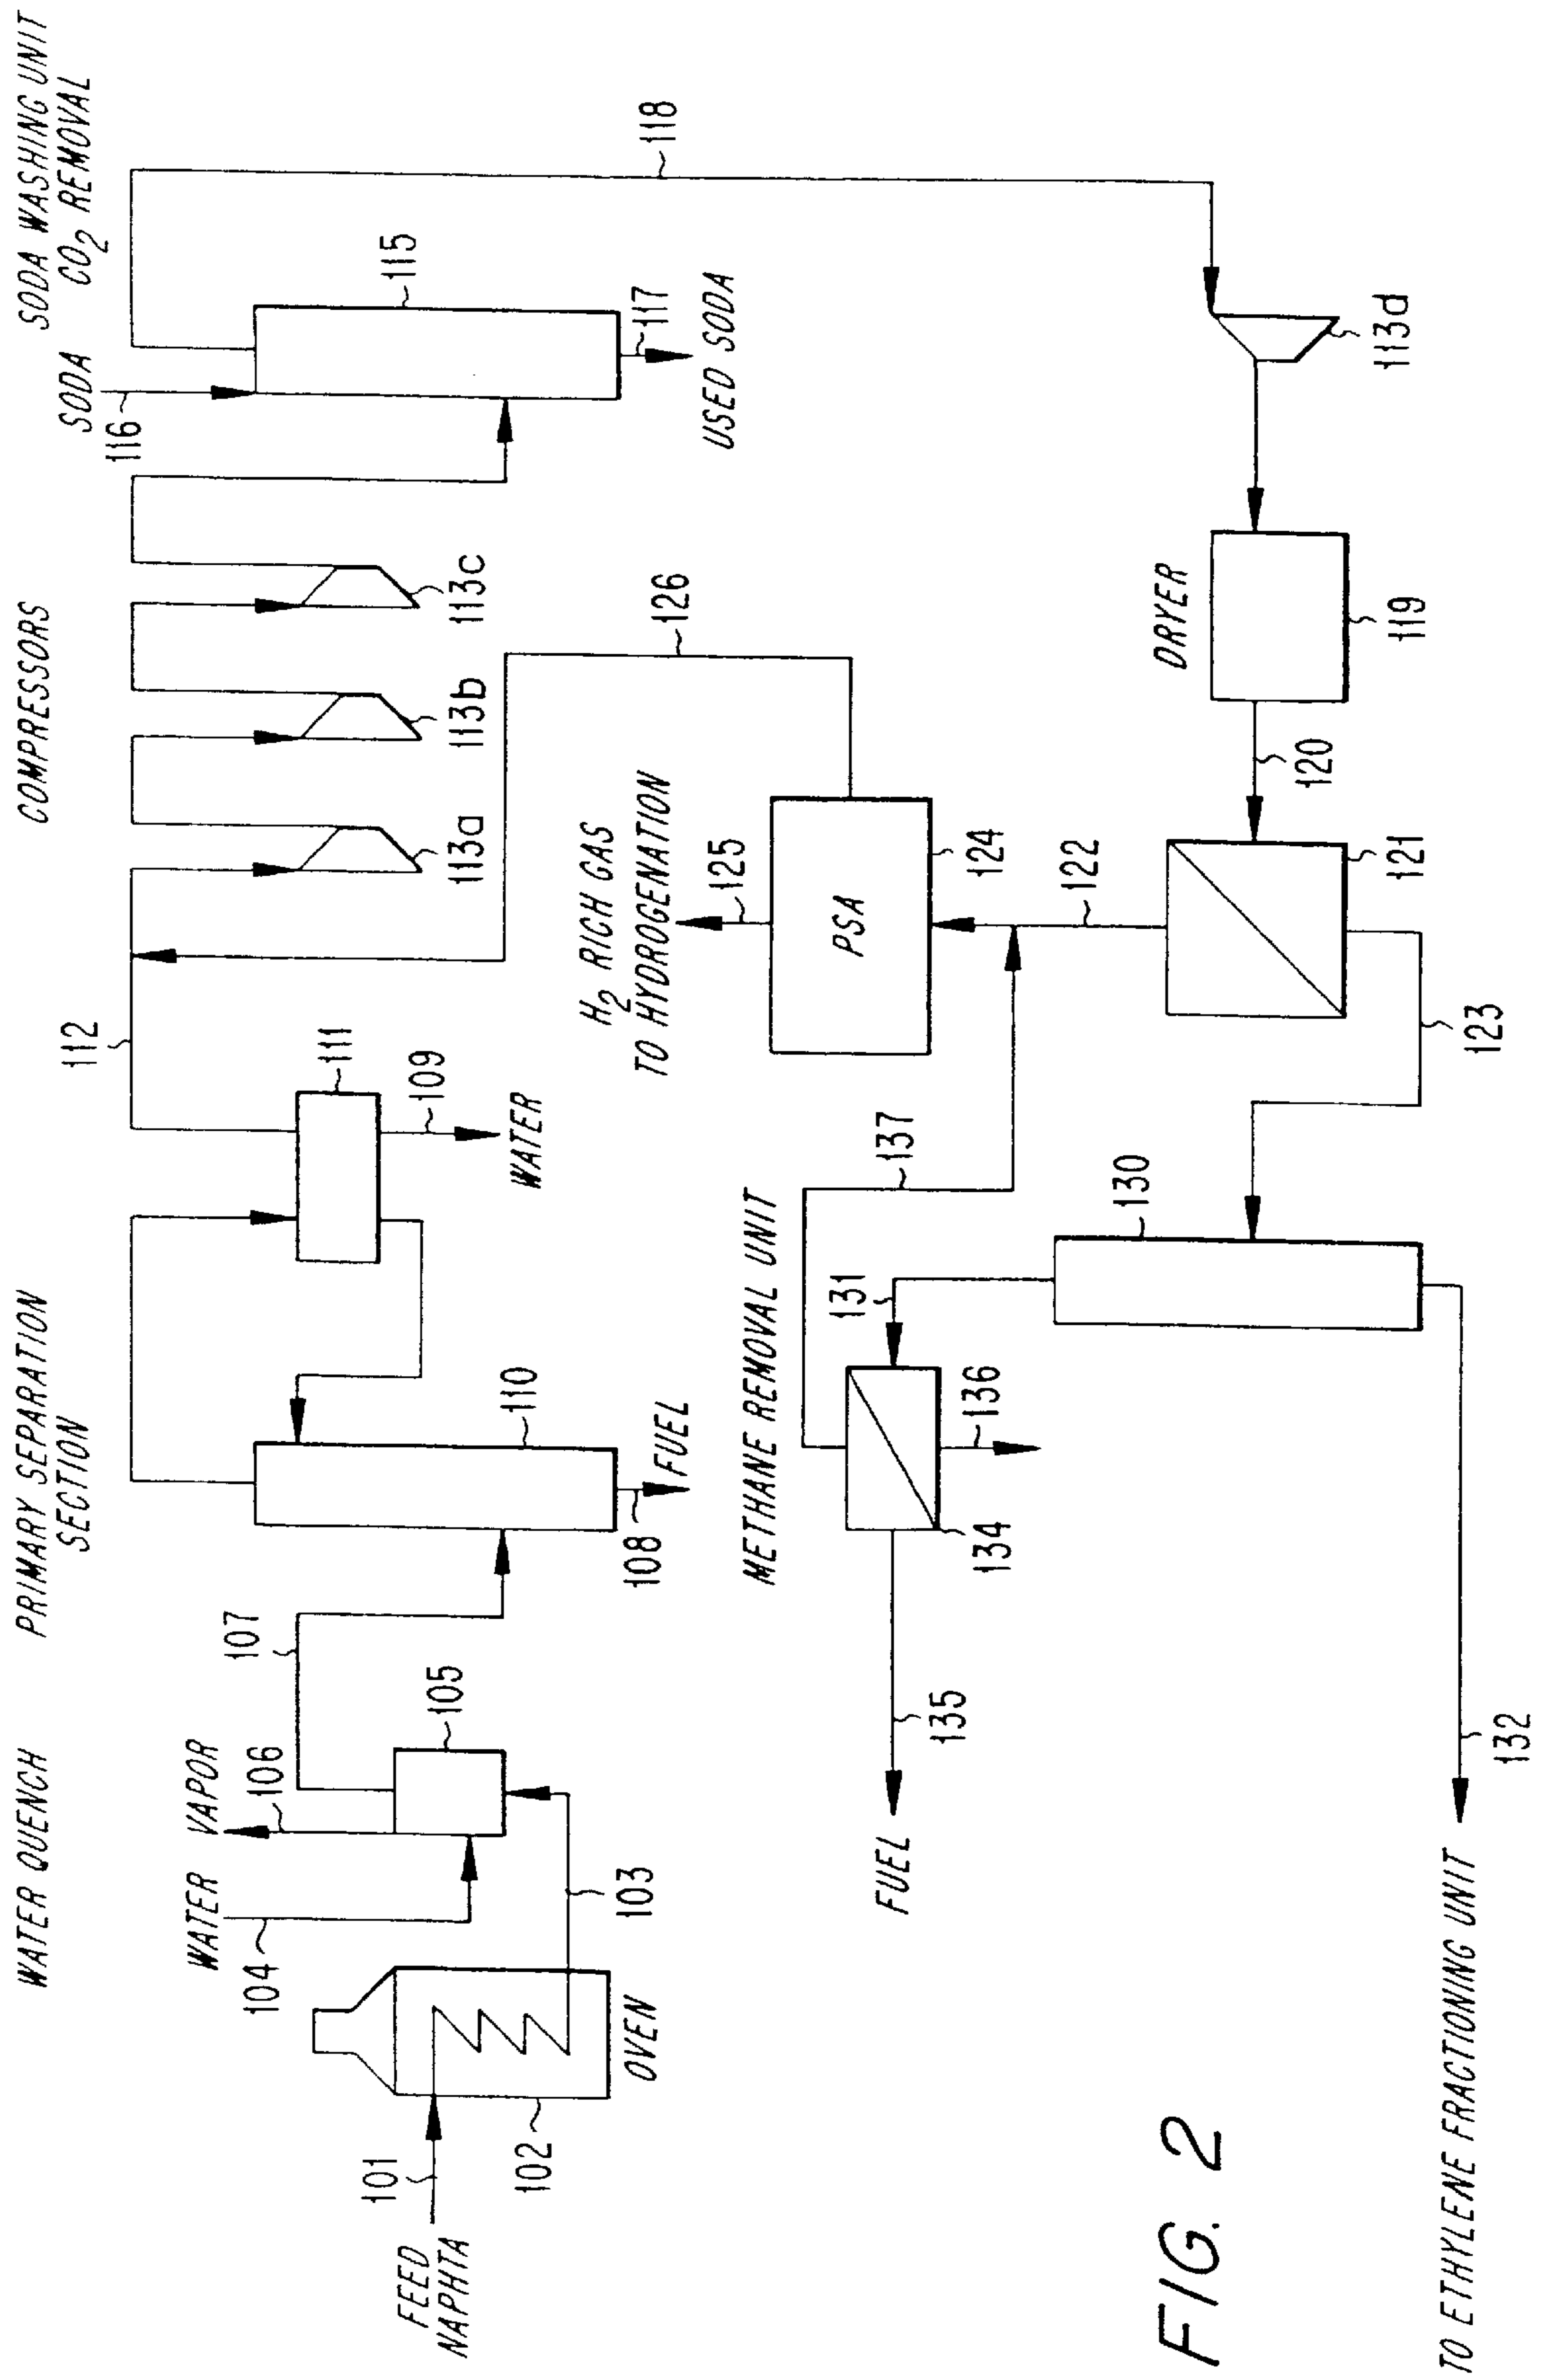 WATER QUENCH
PRIMARY SEPARATION
SECTION
COMPRESSORS
SODA WASHING UNIT
CO2 REMOVAL
FEED
NAPHTA
101
102
OVEN
103
WATER
104
VAPOR
106
105
107
108
FUEL
110
111
109
WATER
112
113a
113b
113c
SODA
116
115
117
USED SODA
118
METHANE REMOVAL UNIT
H2 RICH GAS
TO HYDROGENATION
125
126
PSA
124
137
131
136
134
135
FUEL
130
122
120
121
123
DRYER
119
113d
132
TO ETHYLENE FRACTIONING UNIT
FIG. 2